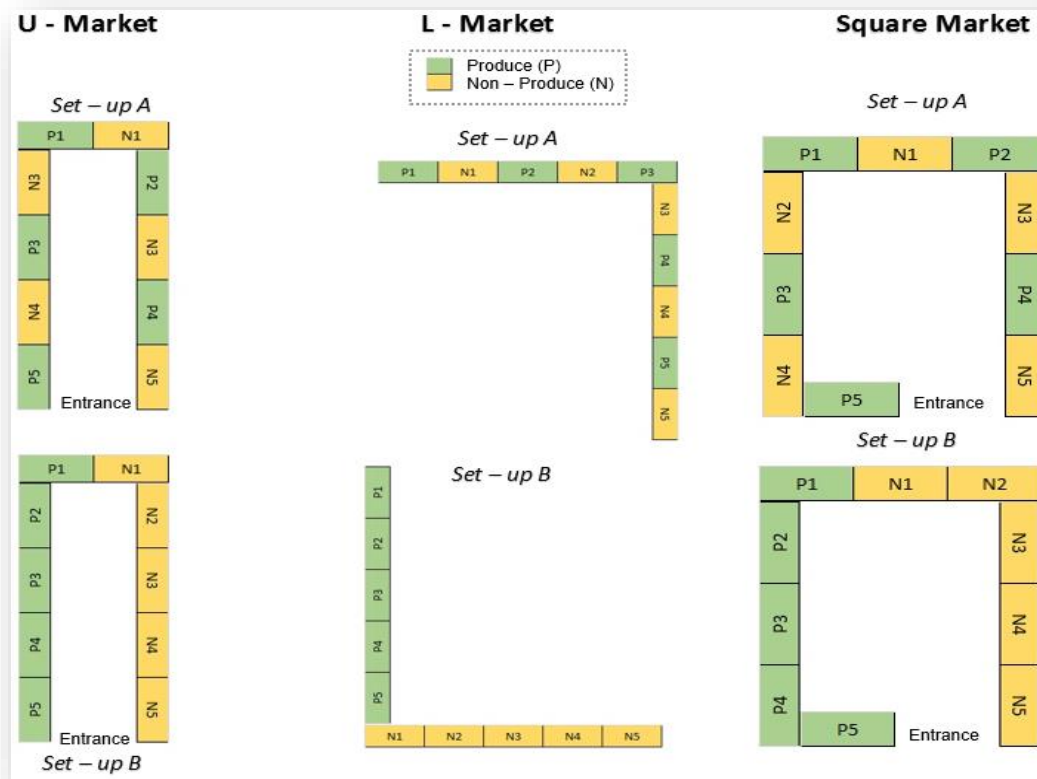 U - Market
L - Market
Square Market
Produce (P)
Non – Produce (N)
Set – up A
P1 N1
N3
P3
N4
P5
P2
N3
P4
N5
Entrance
P1 N1
P2
P3
P4
P5
N2
N3
N4
N5
Entrance
Set – up B
Set – up A
P1 N1 P2 N2 P3
N3
P4
N4
P5
N5
Set – up B
P1
P2
P3
P4
P5
N1 N2 N3 N4 N5
Set – up A
P1 N1 P2
N2
P3
N4
N3
P4
N5
P5 Entrance
Set – up B
P1 N1 N2
P2
P3
P4
N3
N4
N5
P5 Entrance